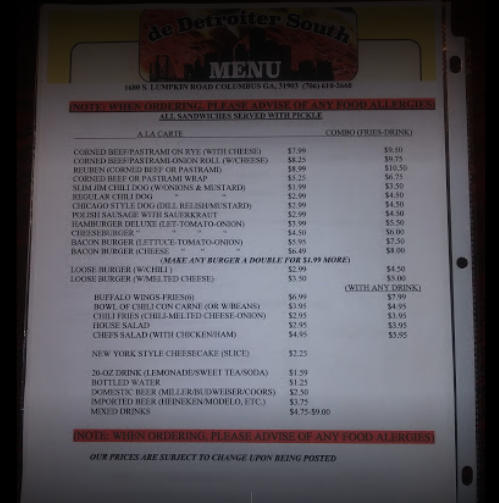 de Detroiter South
MENU
1680 S. LUMPKIN ROAD COLUMBUS GA, 31903 (706) 610-2660
(NOTE: WHEN ORDERING, PLEASE ADVISE OF ANY FOOD ALLERGIES)
ALL SANDWICHES SERVED WITH PICKLE
A LA CARTE COMBO (FRIES-DRINK)
CORNED BEEF/PASTRAMI ON RYE (WITH CHEESE) $7.99 $9.50
CORNED BEEF/PASTRAMI-ONION ROLL (W/CHEESE) $8.25 $9.75
REUBEN (CORNED BEEF OR PASTRAMI) $8.99 $10.50
CORNED BEEF OR PASTRAMI WRAP $5.25 $6.75
SLIM JIM CHILI DOG (W/ONIONS & MUSTARD) $1.99 $3.50
REGULAR CHILI DOG " " $2.99 $4.50
CHICAGO STYLE DOG (DILL RELISH/MUSTARD) $2.99 $4.50
POLISH SAUSAGE WITH SAUERKRAUT $2.99 $4.50
HAMBURGER DELUXE (LET-TOMATO-ONION) $3.99 $5.50
CHEESEBURGER " " " " $4.50 $6.00
BACON BURGER (LETTUCE-TOMATO-ONION) $5.95 $7.50
BACON BURGER (CHEESE " " " $6.49 $8.00
(MAKE ANY BURGER A DOUBLE FOR $1.99 MORE)
LOOSE BURGER (W/CHILI) $2.99 $4.50
LOOSE BURGER (W/MELTED CHEESE) $3.50 $5.00
(WITH ANY DRINK)
BUFFALO WINGS-FRIES(6) $6.99 $7.99
BOWL OF CHILI CON CARNE (OR W/BEANS) $3.95 $4.95
CHILI FRIES (CHILI-MELTED CHEESE-ONION) $2.95 $3.95
HOUSE SALAD $2.95 $3.95
CHEFS SALAD (WITH CHICKEN/HAM) $4.95 $5.95
NEW YORK STYLE CHEESECAKE (SLICE) $2.25
20-OZ DRINK (LEMONADE/SWEET TEA/SODA) $1.59
BOTTLED WATER $1.25
DOMESTIC BEER (MILLER/BUDWEISER/COORS) $2.50
IMPORTED BEER (HEINEKEN/MODELO, ETC.) $3.75
MIXED DRINKS $4.75-$9.00
(NOTE: WHEN ORDERING, PLEASE ADVISE OF ANY FOOD ALLERGIES)
OUR PRICES ARE SUBJECT TO CHANGE UPON BEING POSTED